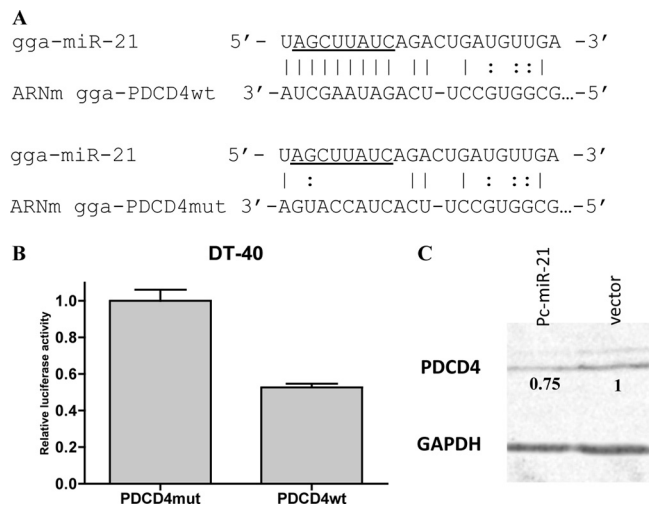 A
gga-miR-21 5’- UAGCUUAUCAGACUGAUGUUGA -3’
||||||||| || | : ::|
ARNm gga-PDCD4wt 3’-AUCGAAUAGACU-UCCGUGGCG…-5’
gga-miR-21 5’- UAGCUUAUCAGACUGAUGUUGA -3’
| : || | : ::|
ARNm gga-PDCD4mut 3’-AGUACCAUCACU-UCCGUGGCG…-5’
B
DT-40
Relative luciferase activity
1.0
0.8
0.6
0.4
0.2
0.0
PDCD4mut PDCD4wt
C
Pc-miR-21
vector
PDCD4
0.75 1
GAPDH